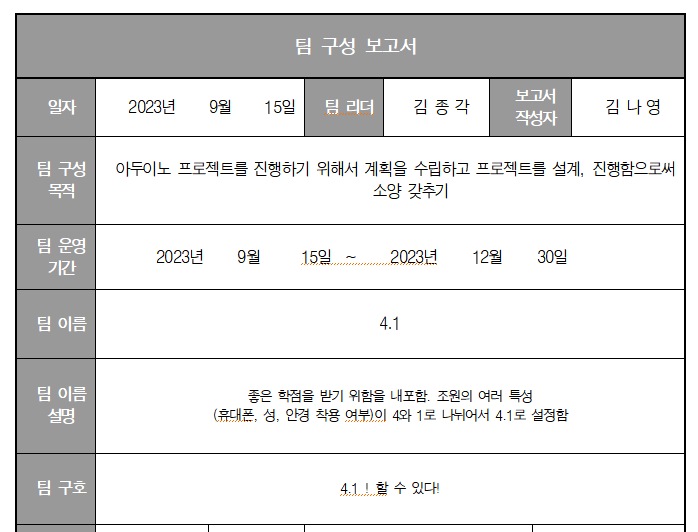 팀 구성 보고서
일자 2023년 9월 15일 팀 리더 김 종 각 보고서 작성자 김 나 영
팀 구성 목적
아두이노 프로젝트를 진행하기 위해서 계획을 수립하고 프로젝트를 설계, 진행함으로써
소양 갖추기
팀 운영 기간
2023년 9월 15일 ~ 2023년 12월 30일
팀 이름 4.1
팀 이름 설명
좋은 학점을 받기 위함을 내포함. 조원의 여러 특성
(휴대폰, 성, 안경 착용 여부)이 4와 1로 나뉘어서 4.1로 설정함
팀 구호 4.1 ! 할 수 있다!